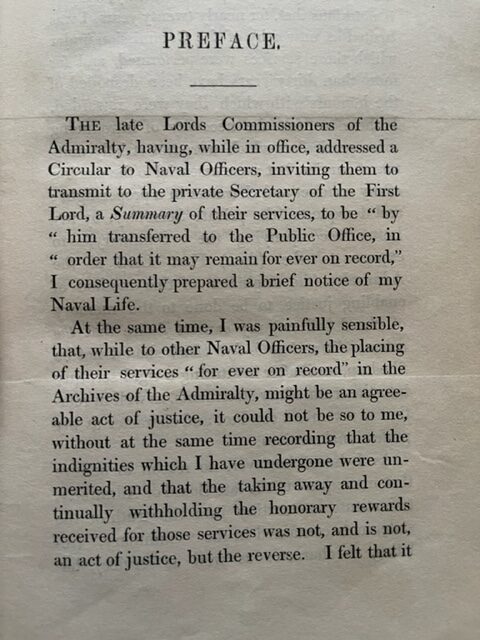 PREFACE.
THE late Lords Commissioners of the
Admiralty, having, while in office, addressed a
Circular to Naval Officers, inviting them to
transmit to the private Secretary of the First
Lord, a Summary of their services, to be “ by
“ him transferred to the Public Office, in
“ order that it may remain for ever on record,”
I consequently prepared a brief notice of my
Naval Life.
At the same time, I was painfully sensible,
that, while to other Naval Officers, the placing
of their services “ for ever on record” in the
Archives of the Admiralty, might be an agree-
able act of justice, it could not be so to me,
without at the same time recording that the
indignities which I have undergone were un-
merited, and that the taking away and con-
tinually withholding the honorary rewards
received for those services was not, and is not,
an act of justice, but the reverse. I felt that it